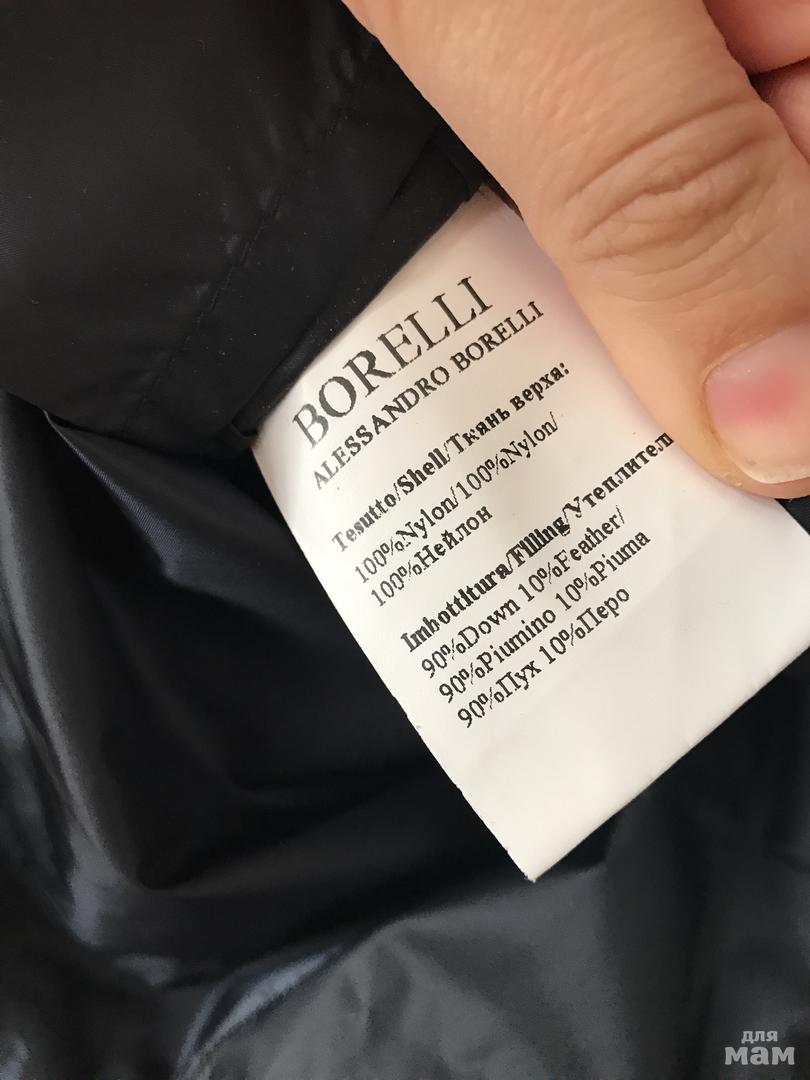 BORELLI
ALESSANDRO BORELLI
Tesutto/Shell/Ткань верха:
100%Nylon/100%Nylon/
100%Нейлон
Imbottitura/Filling/Утеплител
90%Down 10%Feather/
90%Piumino 10%Piuma
90%Пух 10%Перо
для
мам